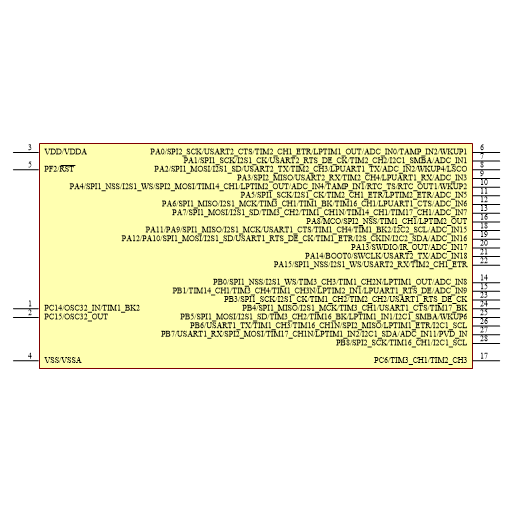 3 VDD/VDDA PA0/SPI2_SCK/USART2_CTS/TIM2_CH1_ETR/LPTIM1_OUT/ADC_IN0/TAMP_IN2/WKUP1 6
PA1/SPI1_SCK/I2S1_CK/USART2_RTS_DE_CK/TIM2_CH2/I2C1_SMBA/ADC_IN1 7
5 PF2/RST PA2/SPI1_MOSI/I2S1_SD/USART2_TX/TIM2_CH3/LPUART1_TX/ADC_IN2/WKUP4/LSCO 8
PA3/SPI2_MISO/USART2_RX/TIM2_CH4/LPUART1_RX/ADC_IN3 9
PA4/SPI1_NSS/I2S1_WS/SPI2_MOSI/TIM14_CH1/LPTIM2_OUT/ADC_IN4/TAMP_IN1/RTC_TS/RTC_OUT1/WKUP2 10
PA5/SPI1_SCK/I2S1_CK/TIM2_CH1_ETR/LPTIM2_ETR/ADC_IN5 11
PA6/SPI1_MISO/I2S1_MCK/TIM3_CH1/TIM1_BK/TIM16_CH1/LPUART1_CTS/ADC_IN6 12
PA7/SPI1_MOSI/I2S1_SD/TIM3_CH2/TIM1_CH1N/TIM14_CH1/TIM17_CH1/ADC_IN7 13
PA8/MCO/SPI2_NSS/TIM1_CH1/LPTIM2_OUT 16
PA11/PA9/SPI1_MISO/I2S1_MCK/USART1_CTS/TIM1_CH4/TIM1_BK2/I2C2_SCL/ADC_IN15 18
PA12/PA10/SPI1_MOSI/I2S1_SD/USART1_RTS_DE_CK/TIM1_ETR/I2S_CKIN/I2C2_SDA/ADC_IN16 19
PA13/SWDIO/IR_OUT/ADC_IN17 20
PA14/BOOT0/SWCLK/USART2_TX/ADC_IN18 21
PA15/SPI1_NSS/I2S1_WS/USART2_RX/TIM2_CH1_ETR 22
PB0/SPI1_NSS/I2S1_WS/TIM3_CH3/TIM1_CH2N/LPTIM1_OUT/ADC_IN8 14
PB1/TIM14_CH1/TIM3_CH4/TIM1_CH3N/LPTIM2_IN1/LPUART1_RTS_DE/ADC_IN9 15
PB3/SPI1_SCK/I2S1_CK/TIM1_CH2/TIM2_CH2/USART1_RTS_DE_CK 23
1 PC14/OSC32_IN/TIM1_BK2 PB4/SPI1_MISO/I2S1_MCK/TIM3_CH1/USART1_CTS/TIM17_BK 24
2 PC15/OSC32_OUT PB5/SPI1_MOSI/I2S1_SD/TIM3_CH2/TIM16_BK/LPTIM1_IN1/I2C1_SMBA/WKUP6 25
PB6/USART1_TX/TIM1_CH3/TIM16_CH1N/SPI2_MISO/LPTIM1_ETR/I2C1_SCL 26
PB7/USART1_RX/SPI2_MOSI/TIM17_CH1N/LPTIM1_IN2/I2C1_SDA/ADC_IN11/PVD_IN 27
PB8/SPI2_SCK/TIM16_CH1/I2C1_SCL 28
4 VSS/VSSA PC6/TIM3_CH1/TIM2_CH3 17